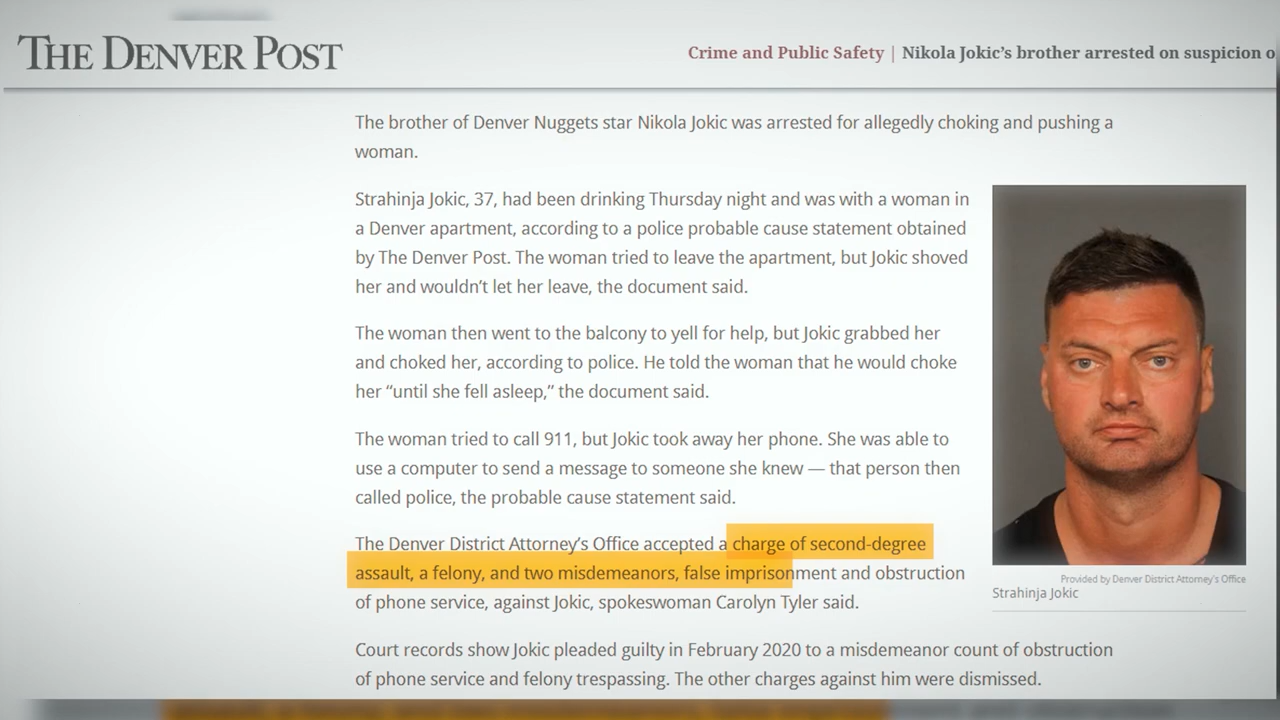 THE DENVER POST
Crime and Public Safety | Nikola Jokic’s brother arrested on suspicion o
The brother of Denver Nuggets star Nikola Jokic was arrested for allegedly choking and pushing a
woman.
Strahinja Jokic, 37, had been drinking Thursday night and was with a woman in
a Denver apartment, according to a police probable cause statement obtained
by The Denver Post. The woman tried to leave the apartment, but Jokic shoved
her and wouldn’t let her leave, the document said.
The woman then went to the balcony to yell for help, but Jokic grabbed her
and choked her, according to police. He told the woman that he would choke
her “until she fell asleep,” the document said.
The woman tried to call 911, but Jokic took away her phone. She was able to
use a computer to send a message to someone she knew — that person then
called police, the probable cause statement said.
The Denver District Attorney’s Office accepted a charge of second-degree
assault, a felony, and two misdemeanors, false imprisonment and obstruction
of phone service, against Jokic, spokeswoman Carolyn Tyler said.
Provided by Denver District Attorney's Office
Strahinja Jokic
Court records show Jokic pleaded guilty in February 2020 to a misdemeanor count of obstruction
of phone service and felony trespassing. The other charges against him were dismissed.